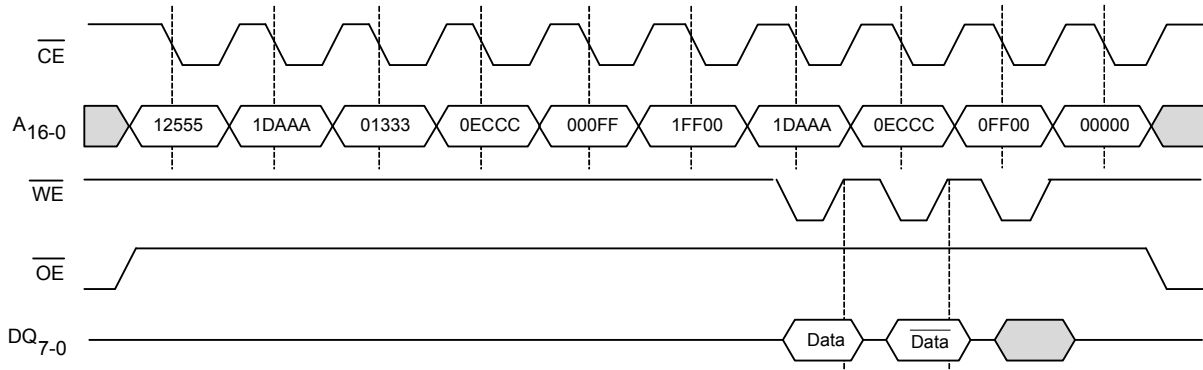 CE
A16-0 12555 1DAAA 01333 0ECCC 000FF 1FF00 1DAAA 0ECCC 0FF00 00000
WE
OE
DQ7-0 Data Data